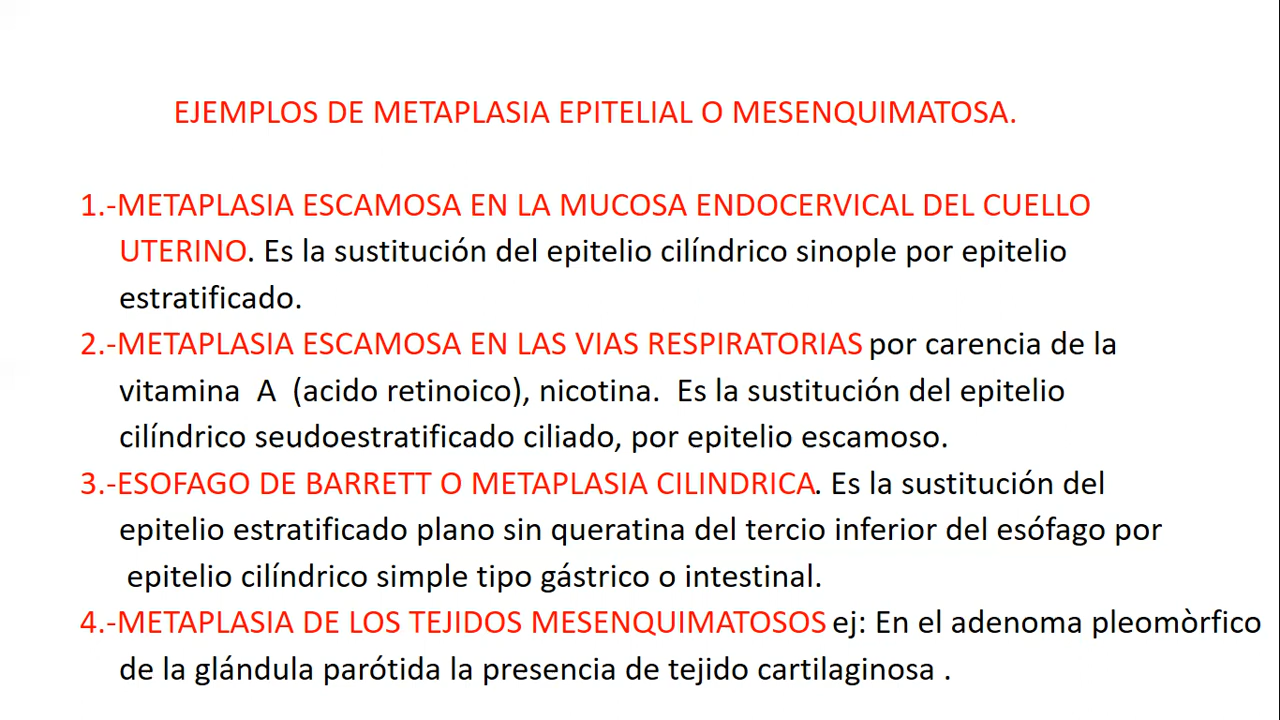 EJEMPLOS DE METAPLASIA EPITELIAL O MESENQUIMATOSA.
1.-METAPLASIA ESCAMOSA EN LA MUCOSA ENDOCERVICAL DEL CUELLO
UTERINO. Es la sustitución del epitelio cilíndrico sinople por epitelio
estratificado.
2.-METAPLASIA ESCAMOSA EN LAS VIAS RESPIRATORIAS por carencia de la
vitamina A (acido retinoico), nicotina. Es la sustitución del epitelio
cilíndrico seudoestratificado ciliado, por epitelio escamoso.
3.-ESOFAGO DE BARRETT O METAPLASIA CILINDRICA. Es la sustitución del
epitelio estratificado plano sin queratina del tercio inferior del esófago por
epitelio cilíndrico simple tipo gástrico o intestinal.
4.-METAPLASIA DE LOS TEJIDOS MESENQUIMATOSOS ej: En el adenoma pleomòrfico
de la glándula parótida la presencia de tejido cartilaginosa .